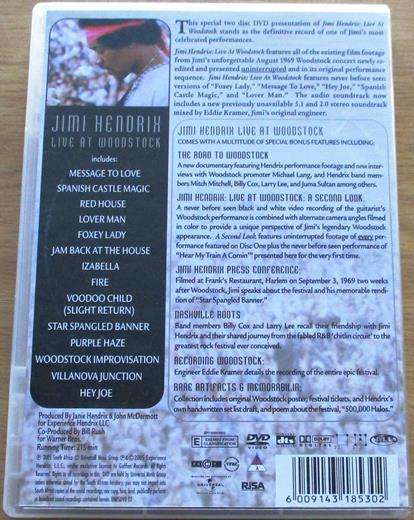 This special two disc DVD presentation of Jimi Hendrix: Live At
Woodstock stands as the definitive record of one of Jimi's most
celebrated performances.
Jimi Hendrix: Live At Woodstock features all of the existing film footage
from Jimi's unforgettable August 1969 Woodstock concert newly re-
edited and presented uninterrupted and in its original performance
sequence. Jimi Hendrix: Live At Woodstock features never before seen
versions of "Foxey Lady," "Message To Love," "Hey Joe," "Spanish
Castle Magic," and "Lover Man." The audio soundtrack now
includes a new previously unavailable 5.1 and 2.0 stereo soundtrack
mixed by Eddie Kramer, Jimi's original engineer.
JIMI HENDRIX
LIVE AT WOODSTOCK
includes:
MESSAGE TO LOVE
SPANISH CASTLE MAGIC
RED HOUSE
LOVER MAN
FOXEY LADY
JAM BACK AT THE HOUSE
IZABELLA
FIRE
VOODOO CHILD
(SLIGHT RETURN)
STAR SPANGLED BANNER
PURPLE HAZE
WOODSTOCK IMPROVISATION
VILLANOVA JUNCTION
HEY JOE
JIMI HENDRIX LIVE AT WOODSTOCK
COMES WITH A MULTITUDE OF SPECIAL BONUS FEATURES INCLUDING:
THE ROAD TO WOODSTOCK
A new documentary featuring Hendrix performance footage and new inter-
views with Woodstock promoter Michael Lang, and Hendrix band mem-
bers Mitch Mitchell, Billy Cox, Larry Lee, and Juma Sultan among others.
JIMI HENDRIX: LIVE AT WOODSTOCK: A SECOND LOOK
A never before seen black and white video recording of the guitarist's
Woodstock performance is combined with alternate camera angles filmed
in color to provide a unique perspective of Jimi's legendary Woodstock
appearance. A Second Look, features uninterrupted footage of every per-
formance featured on Disc One plus the never before seen performance of
"Hear My Train A Comin'" presented here for the very first time.
JIMI HENDRIX PRESS CONFERENCE:
Filmed at Frank's Restaurant, Harlem on September 3, 1969 two weeks
after Woodstock, Jimi speaks about the festival and his memorable rendi-
tion of "Star Spangled Banner."
NASHVILLE ROOTS
Band members Billy Cox and Larry Lee recall their friendship with Jimi
Hendrix and their shared journey from the fabled R&B 'chitlin circuit' to the
greatest rock festival ever conceived.
RECORDING WOODSTOCK:
Engineer Eddie Kramer details the recording of the entire epic festival.
RARE ARTIFACTS & MEMORABILIA:
Collection includes original Woodstock poster, festival tickets, and Hendrix's
own handwritten set list draft, and poem about the festival, "500,000 Halos."
Produced By Janie Hendrix & John McDermott
for Experience Hendrix LLC
Co-Produced By Bill Rush
for Warner Bros.
Running Time: 215 min
E
DVD
dts
DOLBY
UNIVERSAL
RISA
6 009143 185302